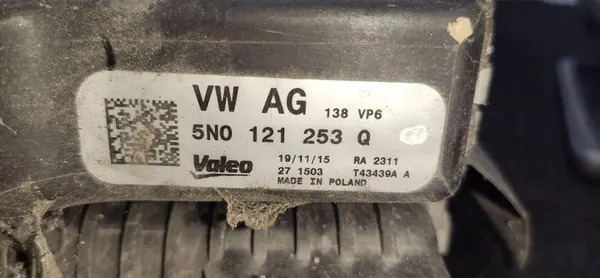 VW AG 138 VP6
5N0 121 253 Q
Valeo 19/11/15 RA 2311
27 1503 T43439A A
MADE IN POLAND